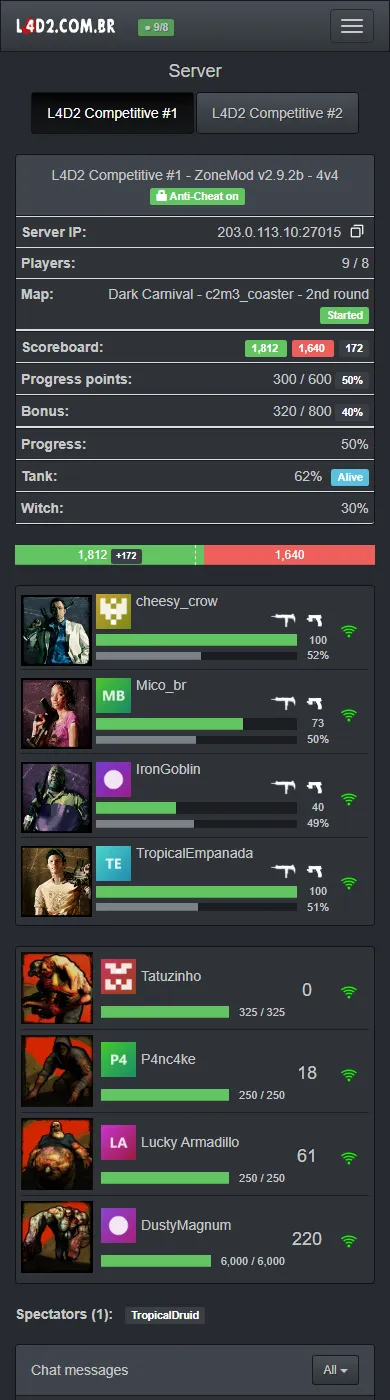 L4D2.COM.BR
9/8
Server
L4D2 Competitive #1
L4D2 Competitive #2
L4D2 Competitive #1 - ZoneMod v2.9.2b - 4v4
Anti-Cheat on
Server IP: 203.0.113.10:27015
Players: 9 / 8
Map: Dark Carnival - c2m3_coaster - 2nd round
Started
Scoreboard: 1,812 1,640 172
Progress points: 300 / 600 50%
Bonus: 320 / 800 40%
Progress: 50%
Tank: 62% Alive
Witch: 30%
1,812 +172 1,640
cheesy_crow
100
52%
MB Mico_br
73
50%
IronGoblin
40
49%
TE TropicalEmpanada
100
51%
Tatuzinho 0
325 / 325
P4 P4nc4ke 18
250 / 250
LA Lucky Armadillo 61
250 / 250
DustyMagnum 220
6,000 / 6,000
Spectators (1): TropicalDruid
Chat messages All